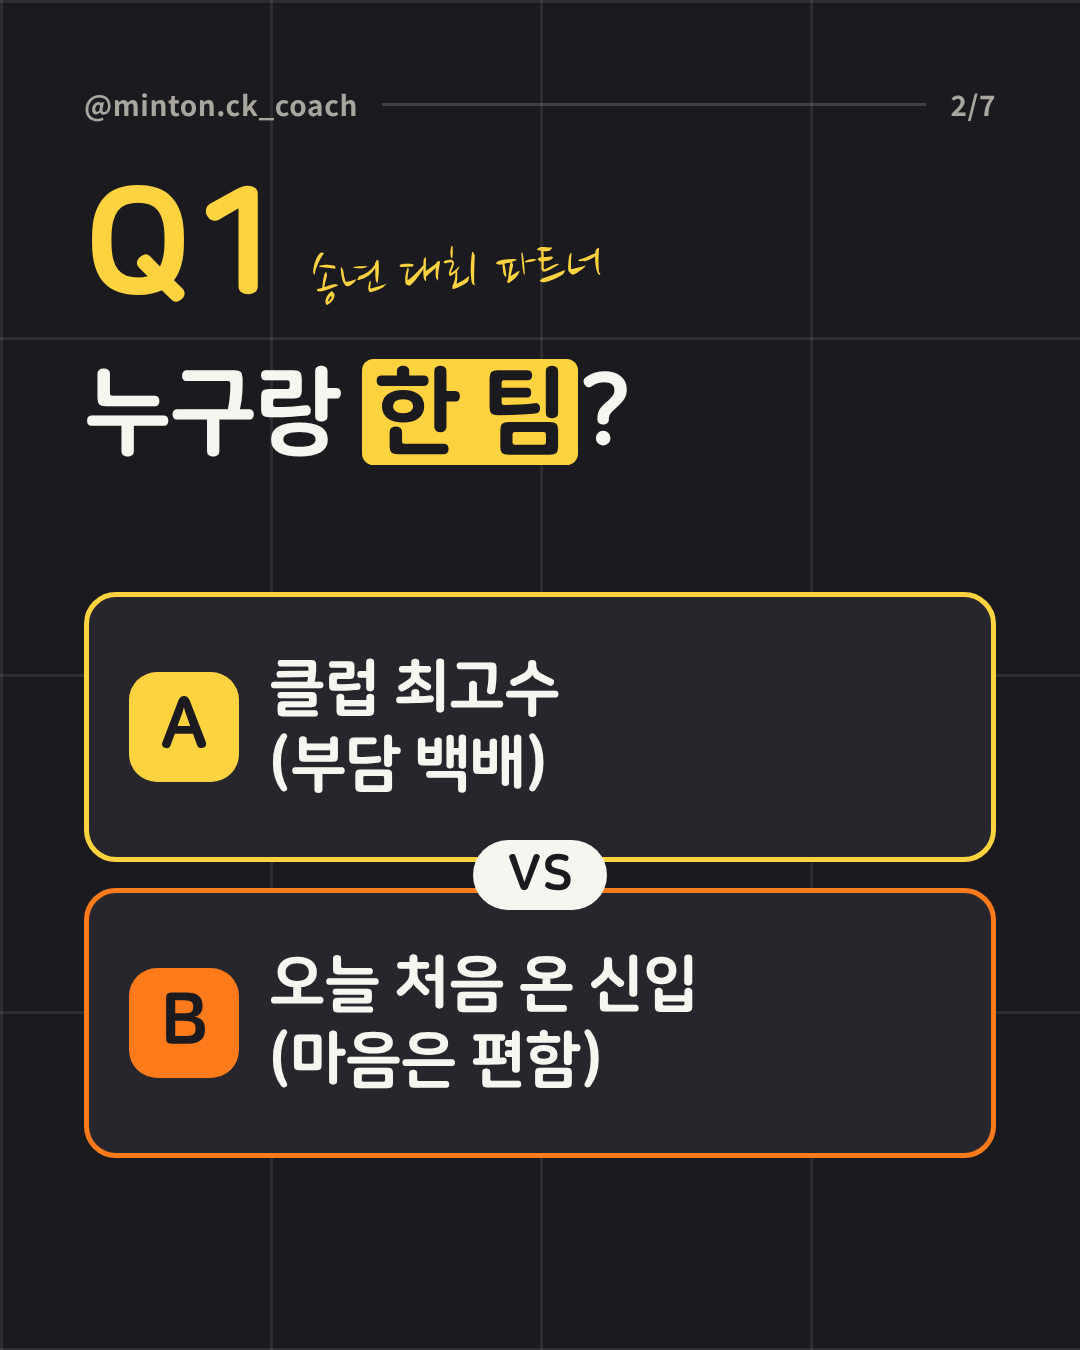 @minton.ck_coach 2/7
Q1 송년 대회 파트너
누구랑 한 팀?
A 클럽 최고수
(부담 백배)
VS
B 오늘 처음 온 신입
(마음은 편함)